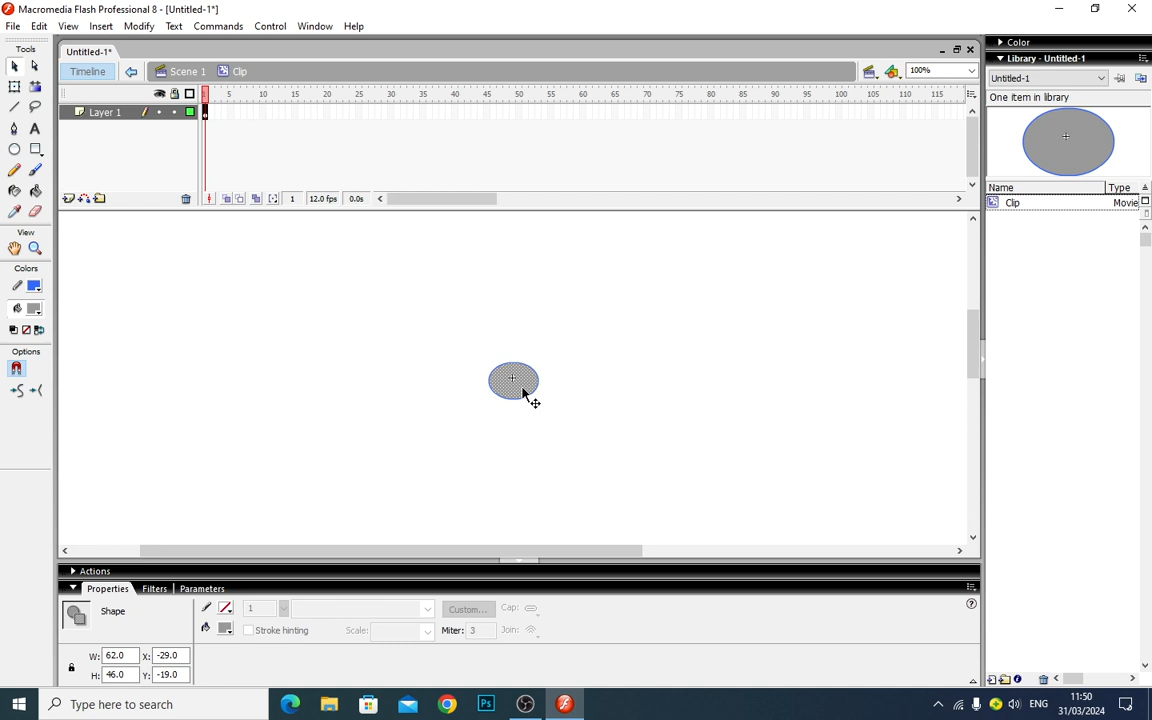 Macromedia Flash Professional 8 - [Untitled-1*]
File Edit View Insert Modify Text Commands Control Window Help
Tools
View
Colors
Options
Untitled-1*
Timeline Scene 1 Clip 100%
1 5 10 15 20 25 30 35 40 45 50 55 60 65 70 75 80 85 90 95 100 105 110 115
Layer 1
1 12.0 fps 0.0s
Actions
Properties Filters Parameters
Shape
1 Custom... Cap:
Stroke hinting Scale: Miter: 3 Join:
W: 62.0 X: -29.0
H: 46.0 Y: -19.0
Color
Library - Untitled-1
Untitled-1
One item in library
Name Type
Clip Movie
Type here to search
Ps
ENG
11:50
31/03/2024